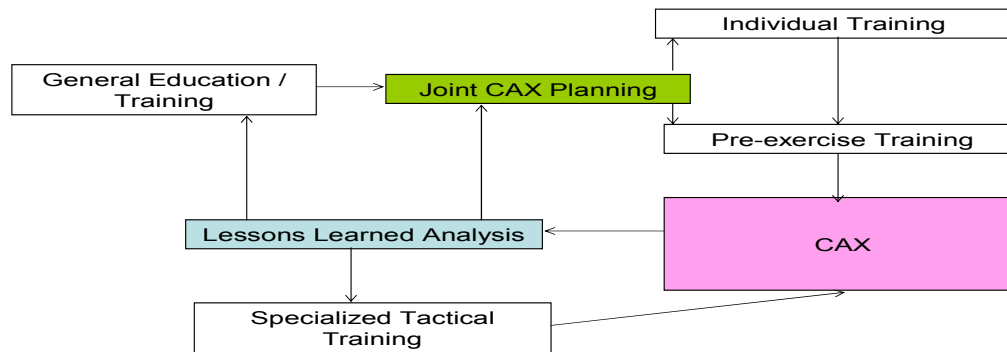 Individual Training
General Education /
Training
Joint CAX Planning
Pre-exercise Training
Lessons Learned Analysis
CAX
Specialized Tactical
Training